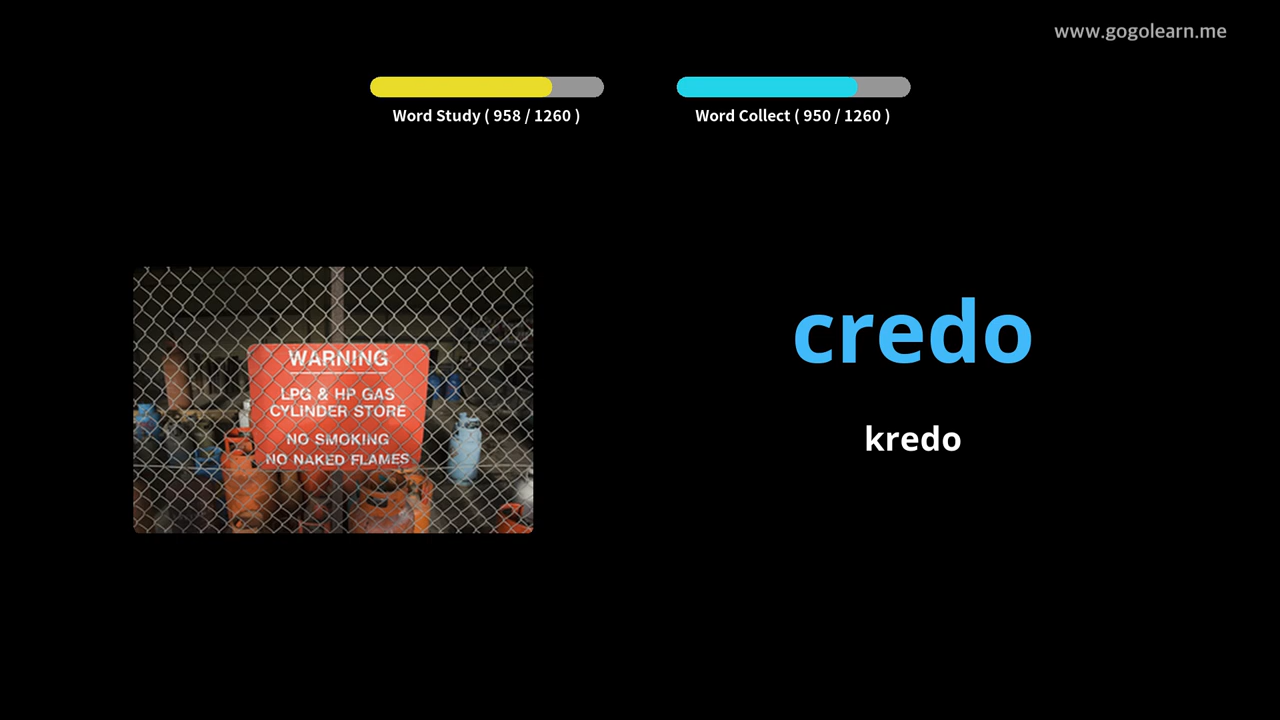 www.gogolearn.me
Word Study ( 958 / 1260 )
Word Collect ( 950 / 1260 )
WARNING
LPG & HP GAS
CYLINDER STORE
NO SMOKING
NO NAKED FLAMES
credo
kredo